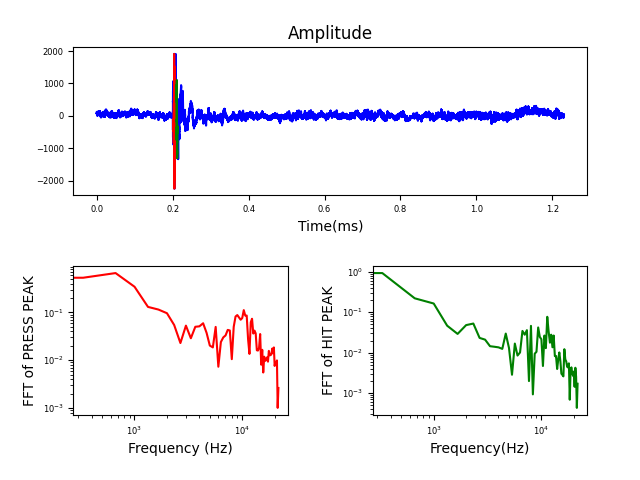 Amplitude
2000
1000
0
−1000
−2000
0.0 0.2 0.4 0.6 0.8 1.0 1.2
Time(ms)
FFT of PRESS PEAK
10⁻¹
10⁻²
10⁻³
10³ 10⁴
Frequency (Hz)
FFT of HIT PEAK
10⁰
10⁻¹
10⁻²
10⁻³
10³ 10⁴
Frequency(Hz)